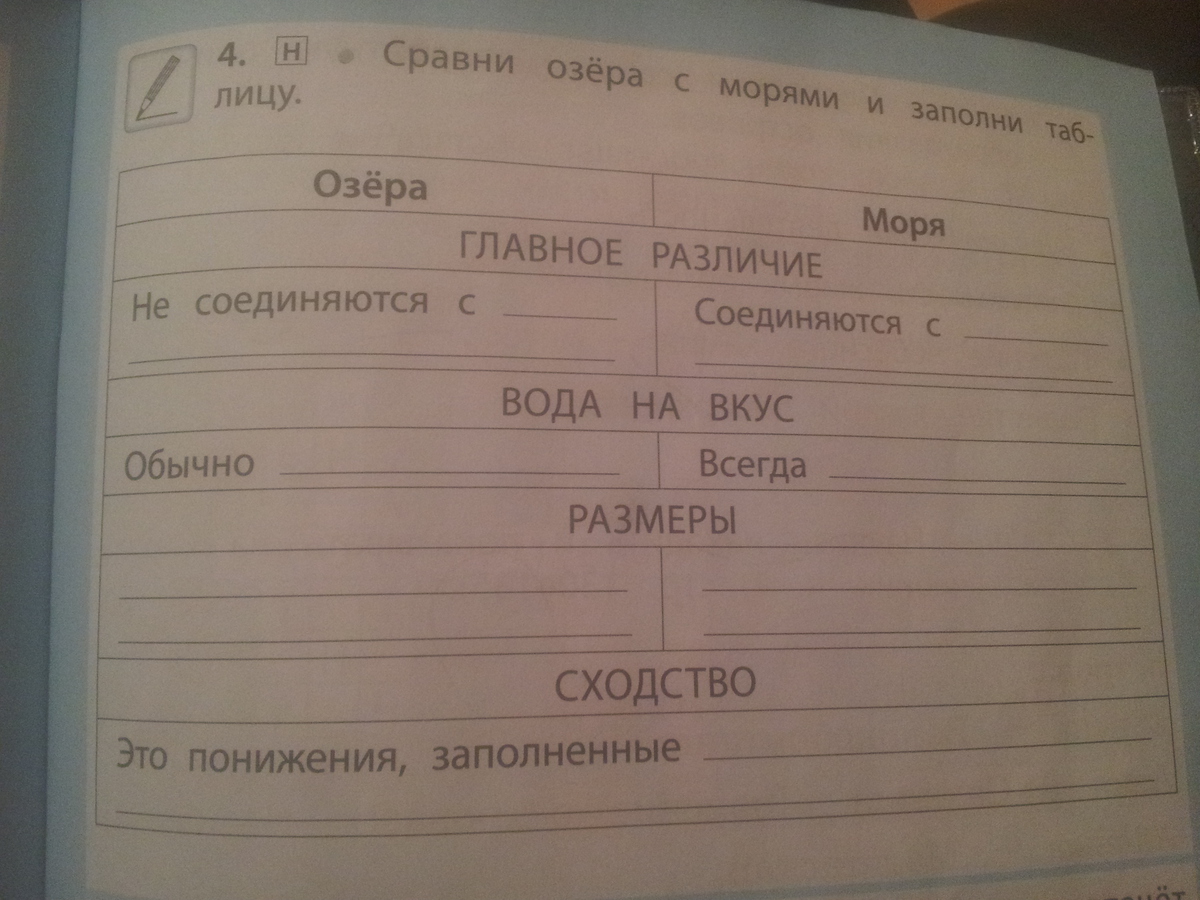 4. Н • Сравни озёра с морями и заполни таб-
лицу.
Озёра Моря
ГЛАВНОЕ РАЗЛИЧИЕ
Не соединяются с Соединяются с
ВОДА НА ВКУС
Обычно Всегда
РАЗМЕРЫ
СХОДСТВО
Это понижения, заполненные